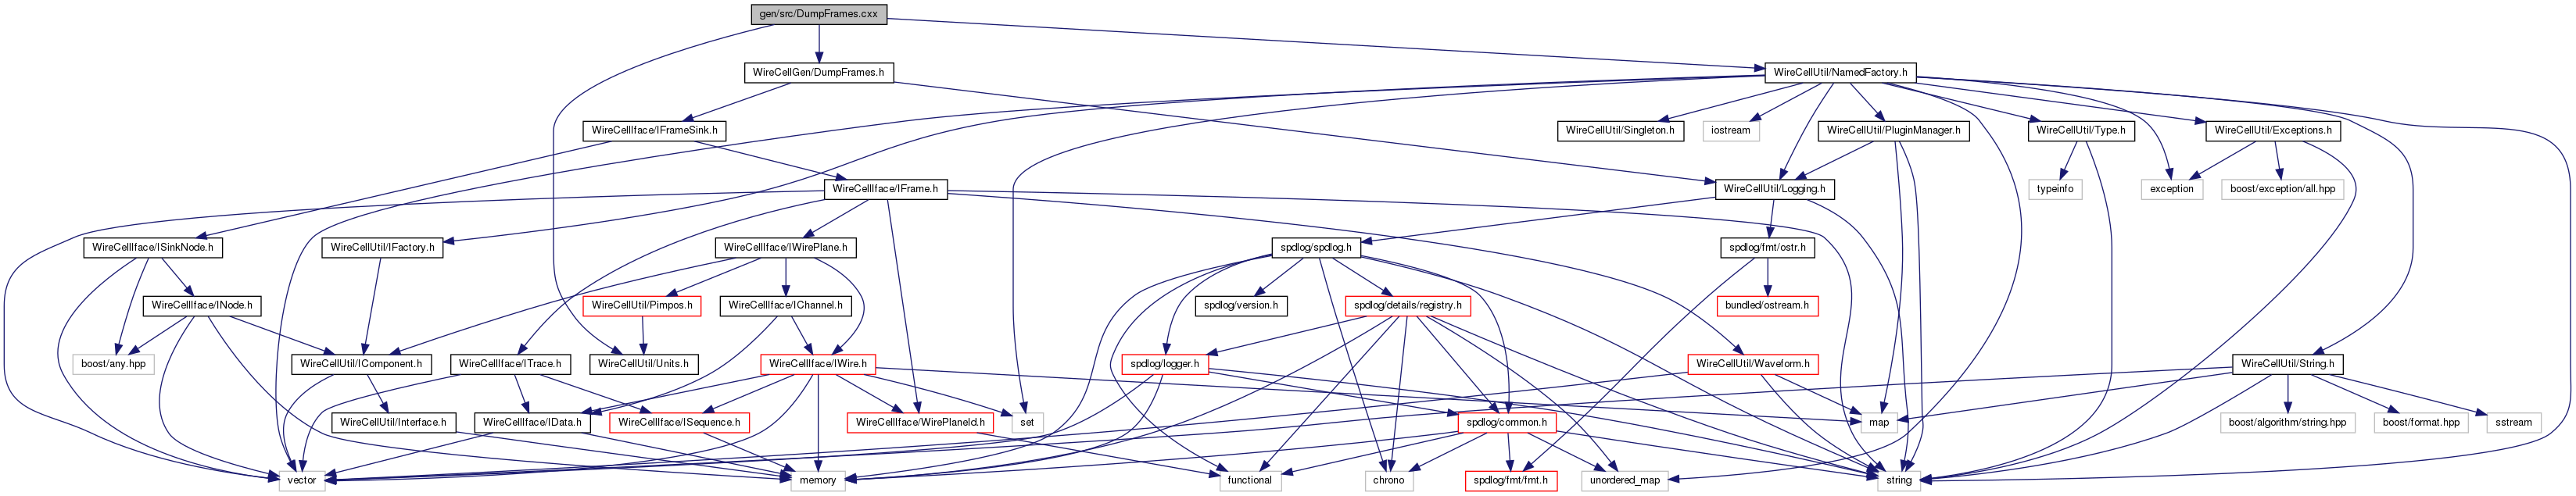 gen/src/DumpFrames.cxx
WireCellGen/DumpFrames.h
WireCellUtil/NamedFactory.h
WireCellIface/IFrameSink.h
WireCellUtil/Singleton.h
iostream
WireCellUtil/PluginManager.h
WireCellUtil/Type.h
WireCellUtil/Exceptions.h
WireCellIface/IFrame.h
WireCellUtil/Logging.h
typeinfo
exception
boost/exception/all.hpp
WireCellIface/ISinkNode.h
WireCellUtil/IFactory.h
WireCellIface/IWirePlane.h
spdlog/spdlog.h
spdlog/fmt/ostr.h
WireCellIface/INode.h
WireCellUtil/Pimpos.h
WireCellIface/IChannel.h
spdlog/version.h
spdlog/details/registry.h
bundled/ostream.h
boost/any.hpp
WireCellUtil/IComponent.h
WireCellIface/ITrace.h
WireCellUtil/Units.h
WireCellIface/IWire.h
spdlog/logger.h
WireCellUtil/Waveform.h
WireCellUtil/String.h
WireCellUtil/Interface.h
WireCellIface/IData.h
WireCellIface/ISequence.h
WireCellIface/WirePlaneId.h
set
spdlog/common.h
map
boost/algorithm/string.hpp
boost/format.hpp
sstream
vector
memory
functional
chrono
spdlog/fmt/fmt.h
unordered_map
string